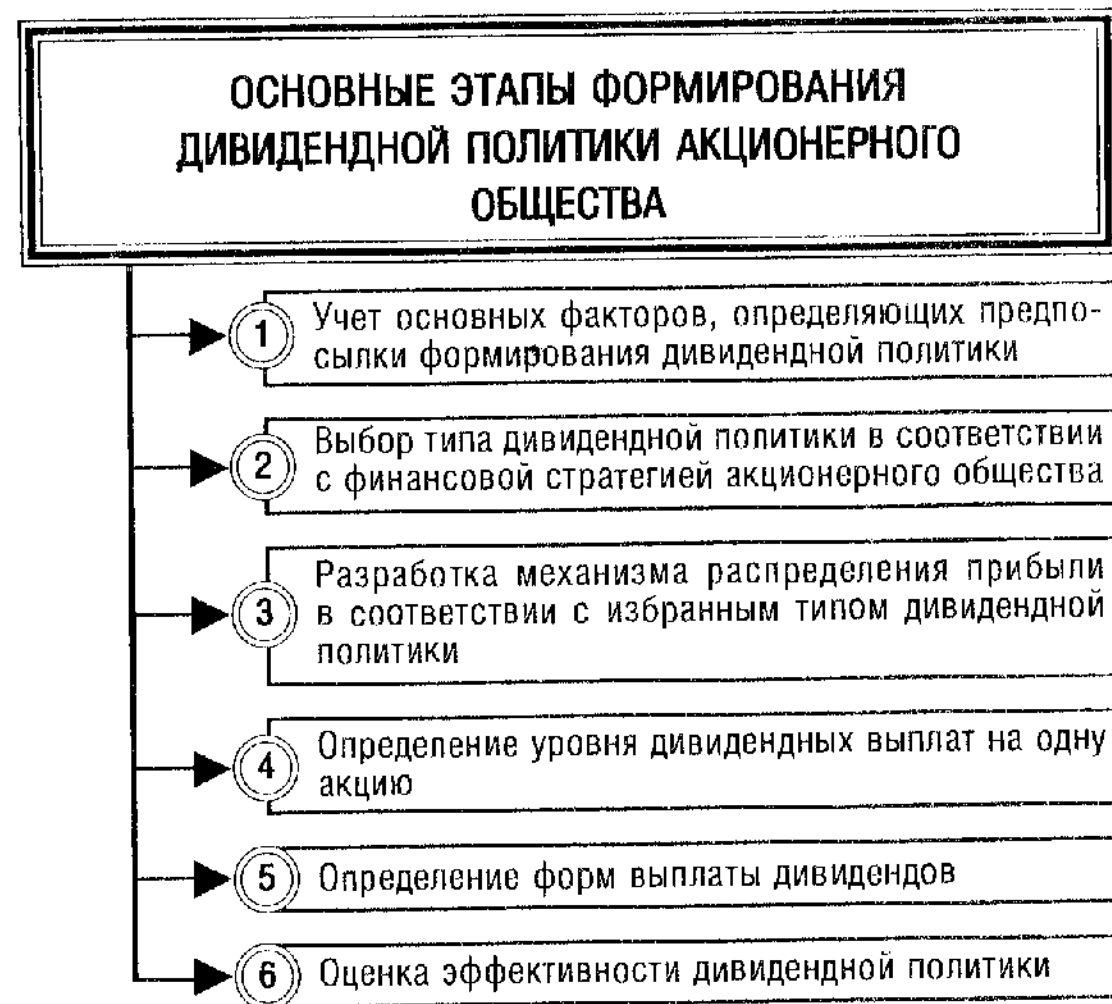 ОСНОВНЫЕ ЭТАПЫ ФОРМИРОВАНИЯ
ДИВИДЕНДНОЙ ПОЛИТИКИ АКЦИОНЕРНОГО
ОБЩЕСТВА
1
Учет основных факторов, определяющих предпо-
сылки формирования дивидендной политики
2
Выбор типа дивидендной политики в соответствии
с финансовой стратегией акционерного общества
3
Разработка механизма распределения прибыли
в соответствии с избранным типом дивидендной
политики
4
Определение уровня дивидендных выплат на одну
акцию
5
Определение форм выплаты дивидендов
6
Оценка эффективности дивидендной политики